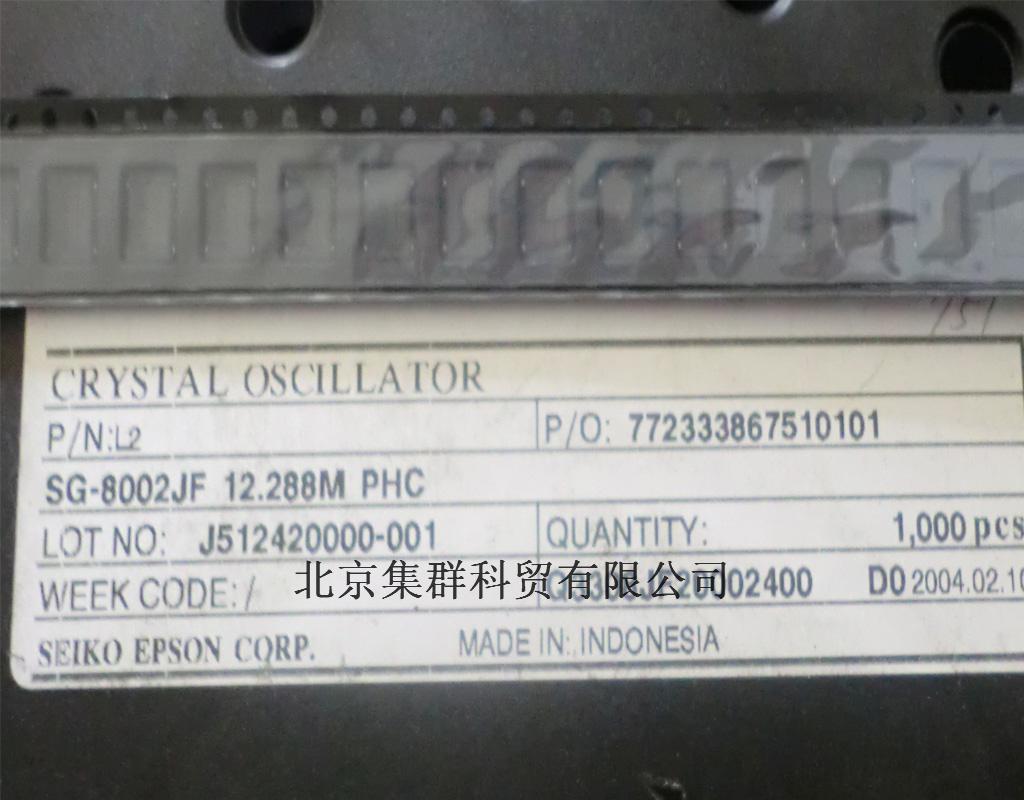 151
CRYSTAL OSCILLATOR
P/N:L2 P/O: 772333867510101
SG-8002JF 12.288M PHC
LOT NO: J512420000-001 QUANTITY: 1,000 pcs
WEEK CODE: / 北京集群科贸有限公司 02400 D0 2004.02.10
SEIKO EPSON CORP. MADE IN: INDONESIA